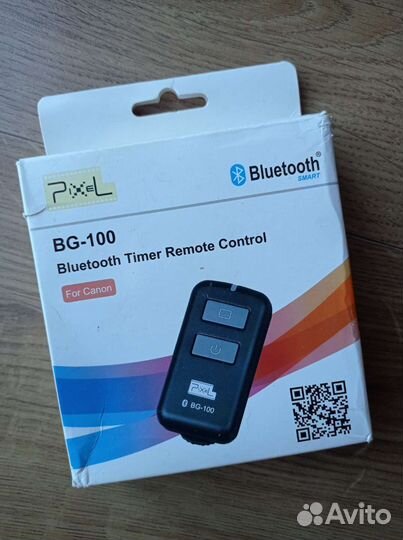 PIXEL
Bluetooth®
SMART
BG-100
Bluetooth Timer Remote Control
For Canon
PIXEL
BG-100
Avito